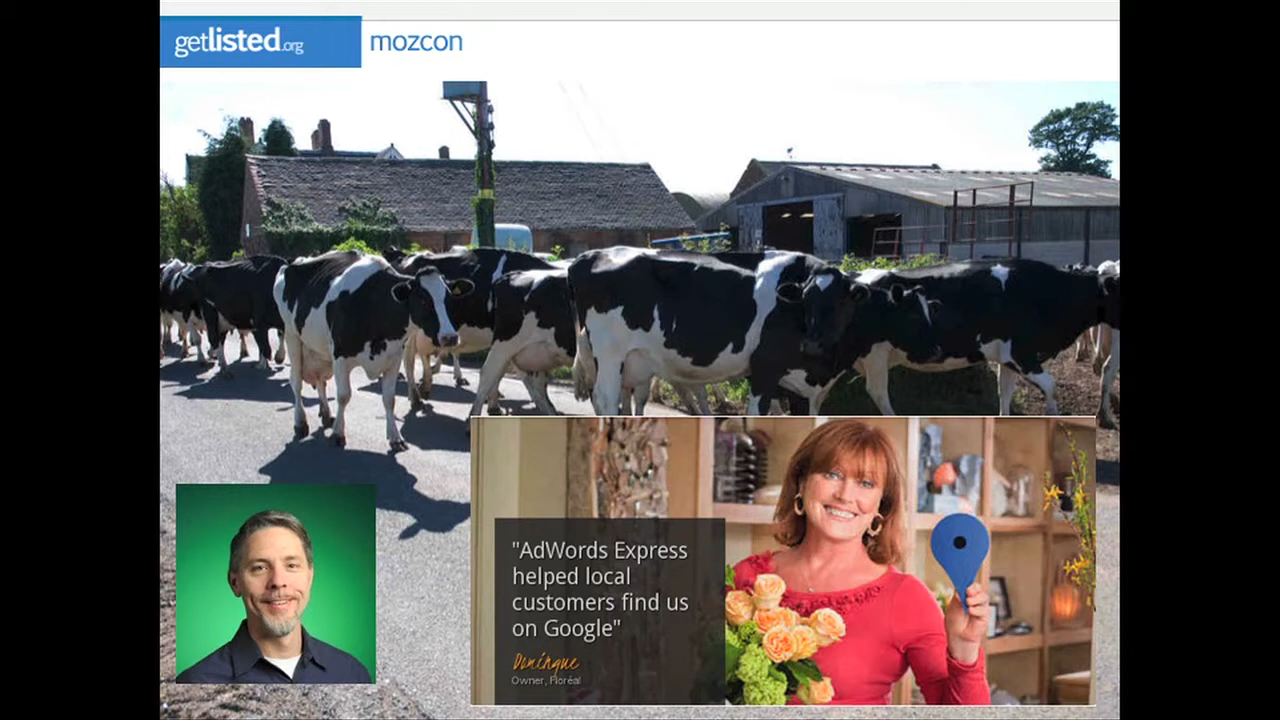 getlisted.org mozcon
"AdWords Express
helped local
customers find us
on Google"
Dominque
Owner, Floréal